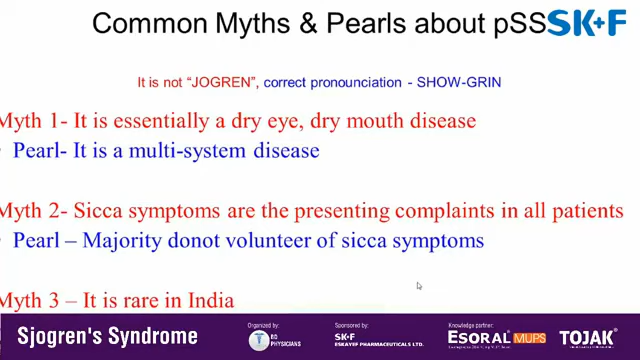 Common Myths & Pearls about pSS
SK+F
It is not “JOGREN”, correct pronounciation - SHOW-GRIN
Myth 1- It is essentially a dry eye, dry mouth disease
Pearl- It is a multi-system disease
Myth 2- Sicca symptoms are the presenting complaints in all patients
Pearl – Majority donot volunteer of sicca symptoms
Myth 3 – It is rare in India
Sjogren's Syndrome
Organized by:
PHYSICIANS
Sponsored by:
SK+F
ESKAYEF PHARMACEUTICALS LTD.
Knowledge partner:
ESORAL MUPS
TOJAK